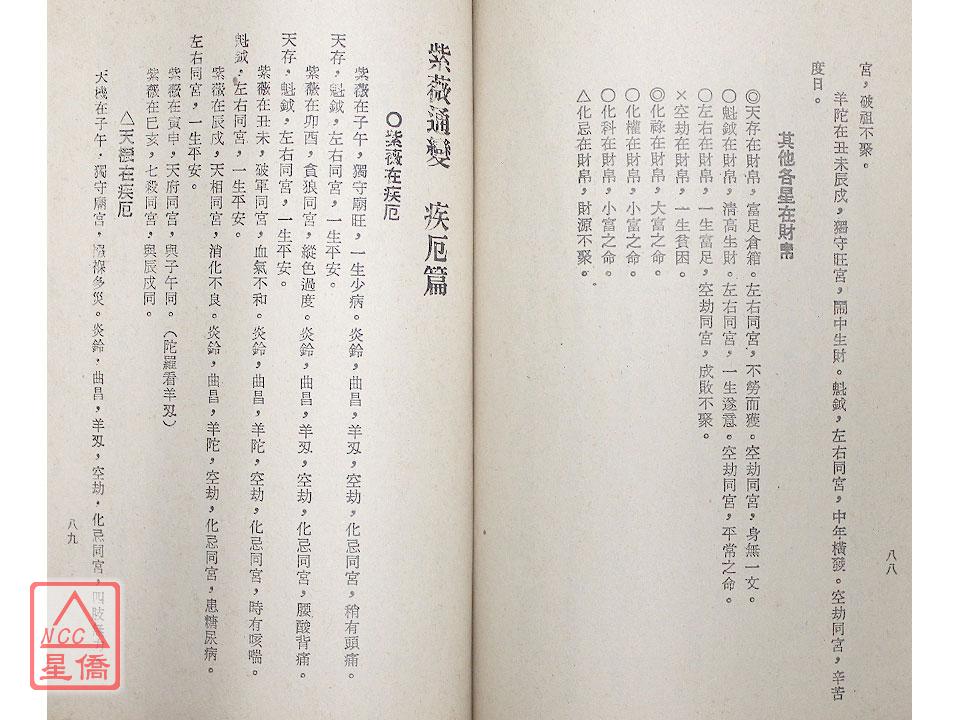 宮，破祖不聚。
羊陀在丑未辰戌，獨守旺宮，鬧中生財。魁鉞，左右同宮，中年橫發。空劫同宮，辛苦
度日。
其他各星在財帛
◎天存在財帛，富足倉箱。左右同宮，不勞而獲。空劫同宮，身無一文。
○魁鉞在財帛，清高生財。左右同宮，一生遂意。空劫同宮，平常之命。
○左右在財帛，一生富足，空劫同宮，成敗不聚。
×空劫在財帛，一生貧困。
◎化祿在財帛，大富之命。
○化權在財帛，小富之命。
○化科在財帛，小富之命。
△化忌在財帛，財源不聚。
八八
紫薇通變 疾厄篇
○紫薇在疾厄
紫薇在子午，獨守廟旺，一生少病。炎鈴，曲昌，羊刄，空劫，化忌同宮，稍有頭痛。
天存，魁鉞，左右同宮，一生平安。
紫薇在卯酉，貪狼同宮，縱色過度。炎鈴，曲昌，羊刄，空劫，化忌同宮，腰酸背痛。
天存，魁鉞，左右同宮，一生平安。
紫薇在丑未，破軍同宮，血氣不和。炎鈴，曲昌，羊陀，空劫，化忌同宮，時有咳喘。
魁鉞，左右同宮，一生平安。
紫薇在辰戌，天相同宮，消化不良。炎鈴，曲昌，羊陀，空劫，化忌同宮，患糖尿病。
左右同宮，一生平安。
紫薇在寅申，天府同宮，與子午同。（陀羅看羊刄）
紫薇在巳亥，七殺同宮，與辰戌同。
△天機在疾厄
天機在子午，獨守廟宮，襁褓多災。炎鈴，曲昌，羊刄，空劫，化忌同宮，四肢
八九
NCC
星僑